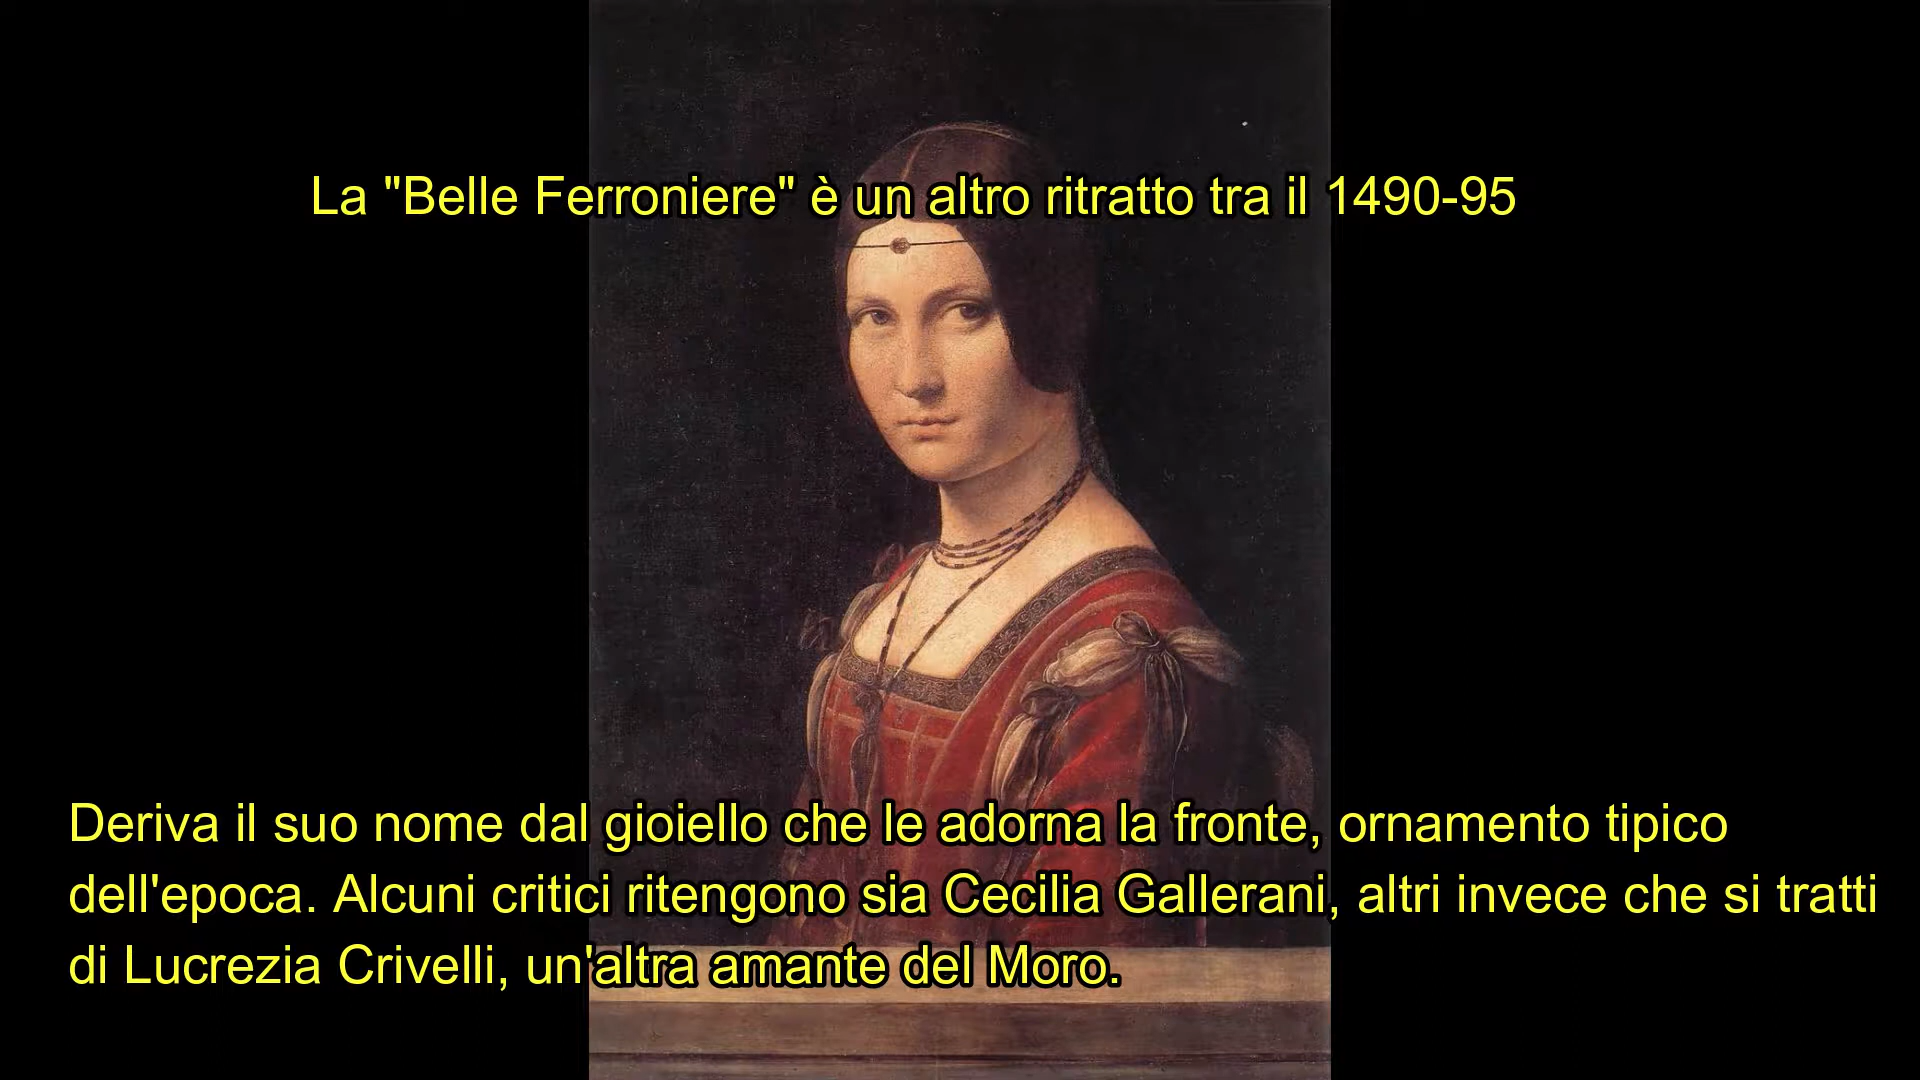 La "Belle Ferroniere" è un altro ritratto tra il 1490-95
Deriva il suo nome dal gioiello che le adorna la fronte, ornamento tipico
dell'epoca. Alcuni critici ritengono sia Cecilia Gallerani, altri invece che si tratti
di Lucrezia Crivelli, un'altra amante del Moro.